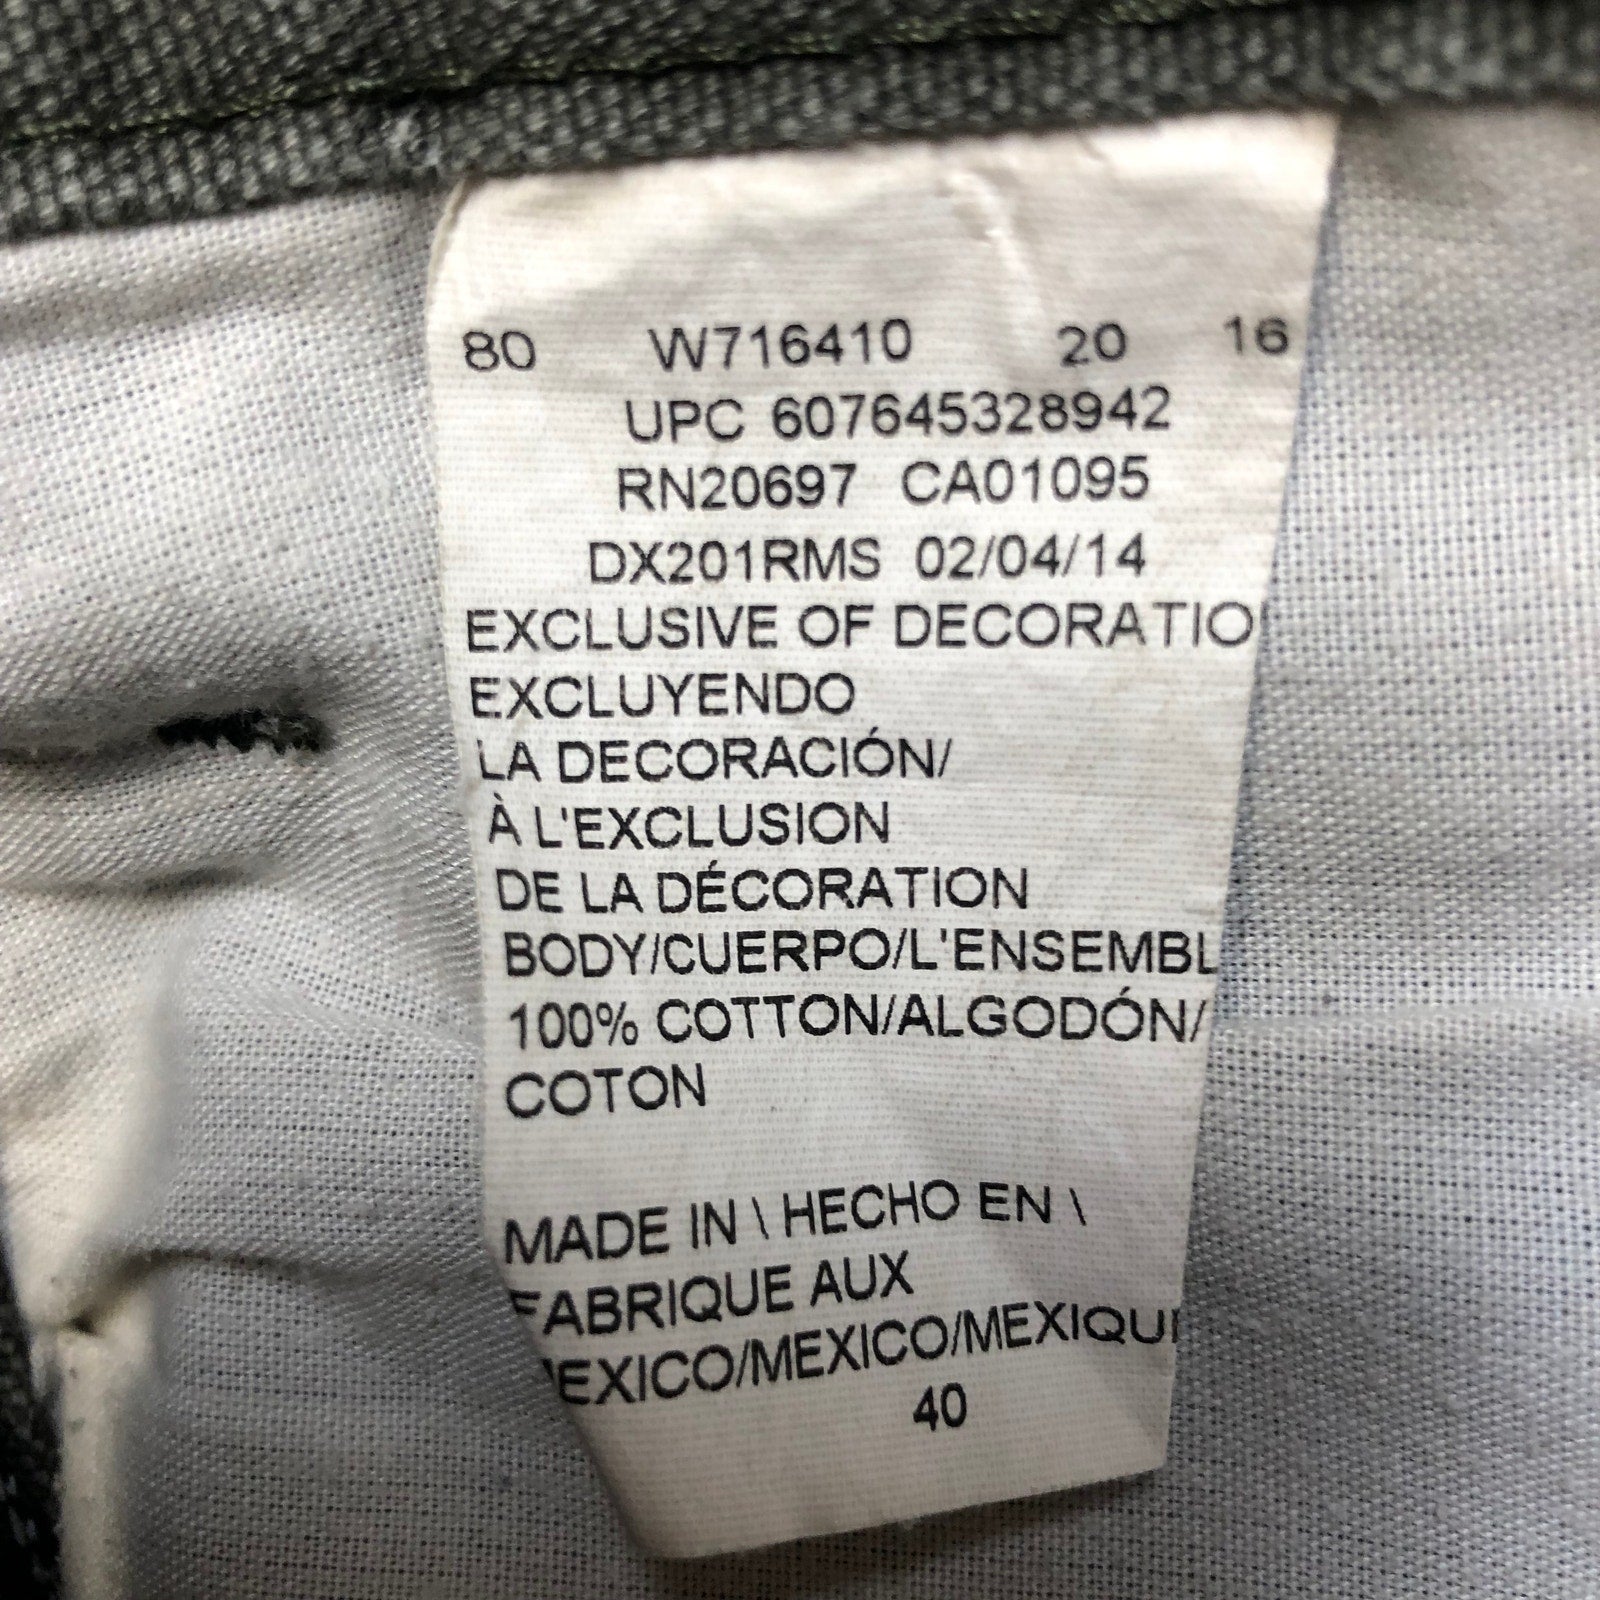 80 W716410 20 16
UPC 607645328942
RN20697 CA01095
DX201RMS 02/04/14
EXCLUSIVE OF DECORATIO
EXCLUYENDO
LA DECORACIÓN/
À L'EXCLUSION
DE LA DÉCORATION
BODY/CUERPO/L'ENSEMBL
100% COTTON/ALGODÓN/
COTON
MADE IN \ HECHO EN \
FABRIQUE AUX
MEXICO/MEXICO/MEXIQU
40